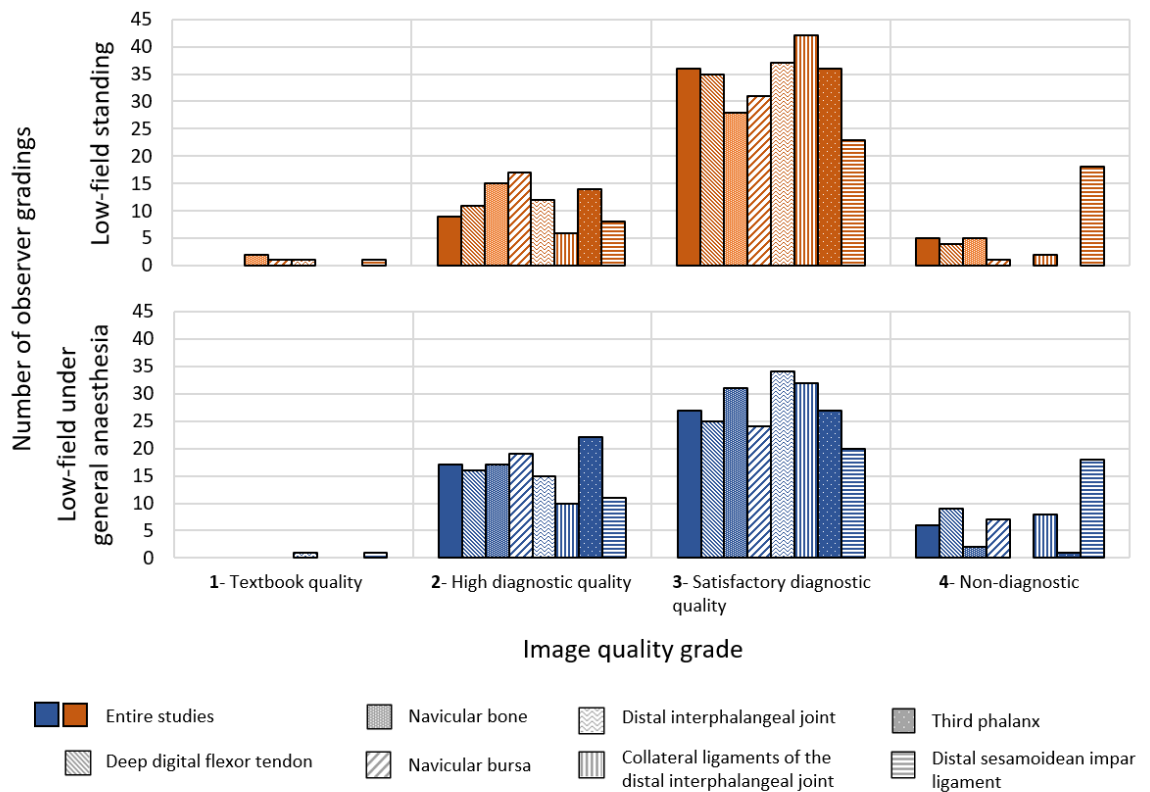 Number of observer gradings
Low-field standing
45
40
35
30
25
20
15
10
5
0
Low-field under
general anaesthesia
45
40
35
30
25
20
15
10
5
0
1- Textbook quality
2- High diagnostic quality
3- Satisfactory diagnostic
quality
4- Non-diagnostic
Image quality grade
Entire studies
Navicular bone
Distal interphalangeal joint
Third phalanx
Deep digital flexor tendon
Navicular bursa
Collateral ligaments of the
distal interphalangeal joint
Distal sesamoidean impar
ligament